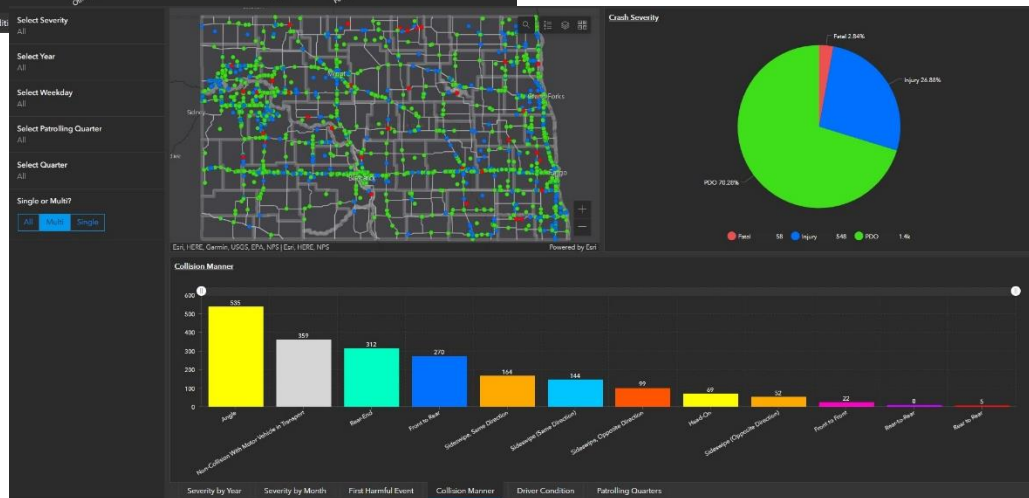 Select Severity
All
Select Year
All
Select Weekday
All
Select Patrolling Quarter
All
Select Quarter
All
Single or Multi?
All Multi Single
Forks
Fargo
Esri, HERE, Garmin, USGS, EPA, NPS | Esri, HERE, NPS Powered by Esri
Crash Severity
Fatal 2.84%
Injury 26.88%
PDO 70.28%
Fatal 58 Injury 548 PDO 1.4k
Collision Manner
600
500
400
300
200
100
0
535
359
312
270
164
144
99
69
52
22
8
5
Angle
Non-Collision With Motor Vehicle in Transport
Rear-End
Front to Rear
Sideswipe, Same Direction
Sideswipe (Same Direction)
Sideswipe, Opposite Direction
Head-On
Sideswipe (Opposite Direction)
Front to Front
Rear-to-Rear
Rear to Rear
Severity by Year Severity by Month First Harmful Event Collision Manner Driver Condition Patrolling Quarters